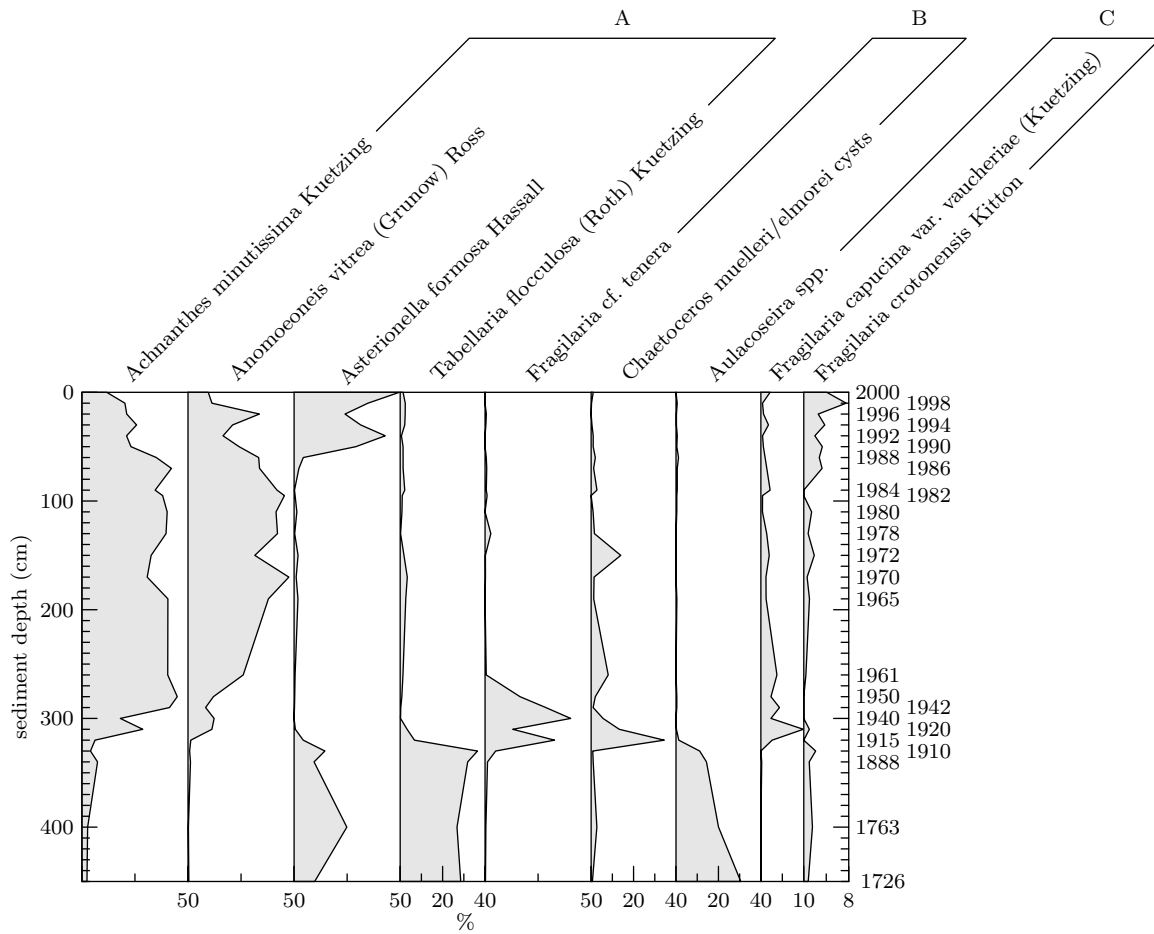 A B C
Achnanthes minutissima Kuetzing
Anomoeoneis vitrea (Grunow) Ross
Asterionella formosa Hassall
Tabellaria flocculosa (Roth) Kuetzing
Fragilaria cf. tenera
Chaetoceros muelleri/elmorei cysts
Aulacoseira spp.
Fragilaria capucina var. vaucheriae (Kuetzing)
Fragilaria crotonensis Kitton
sediment depth (cm)
0
100
200
300
400
2000
1998
1996
1994
1992
1990
1988
1986
1984
1982
1980
1978
1972
1970
1965
1961
1950
1942
1940
1920
1915
1910
1888
1763
1726
50 50 50 20 40 50 20 40 20 40 10 8
%